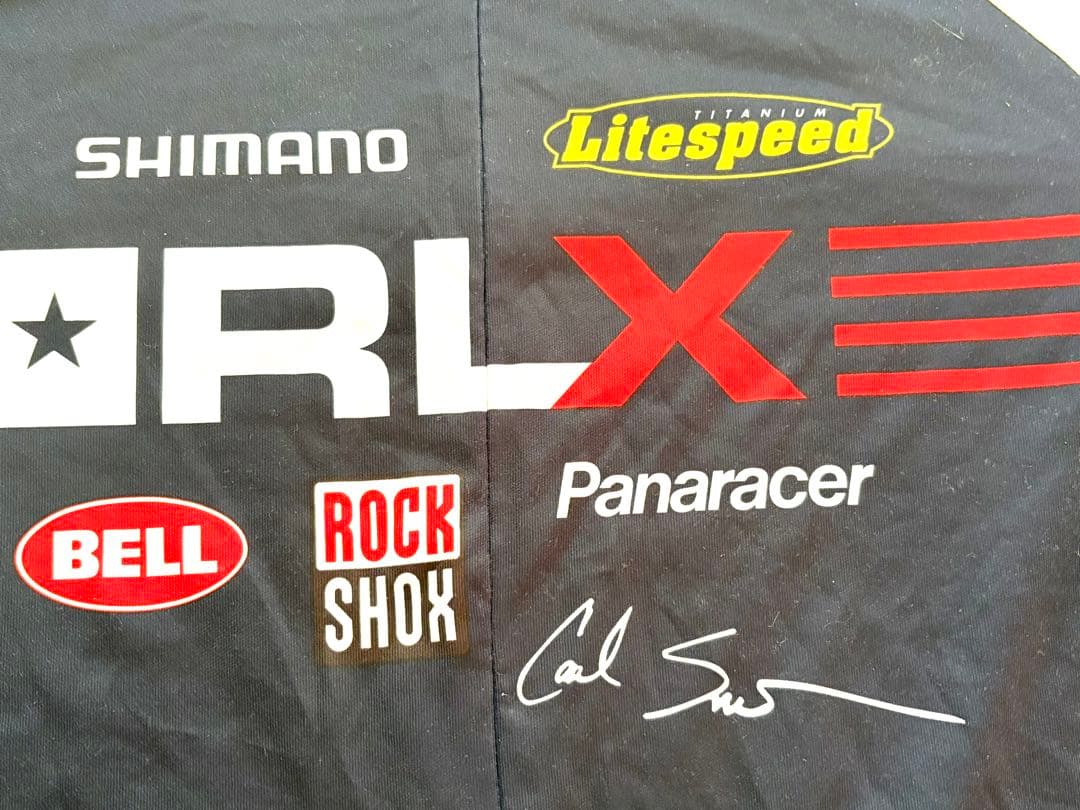 SHIMANO
TITANIUM
Litespeed
RLX
BELL
ROCK
SHOX
Panaracer